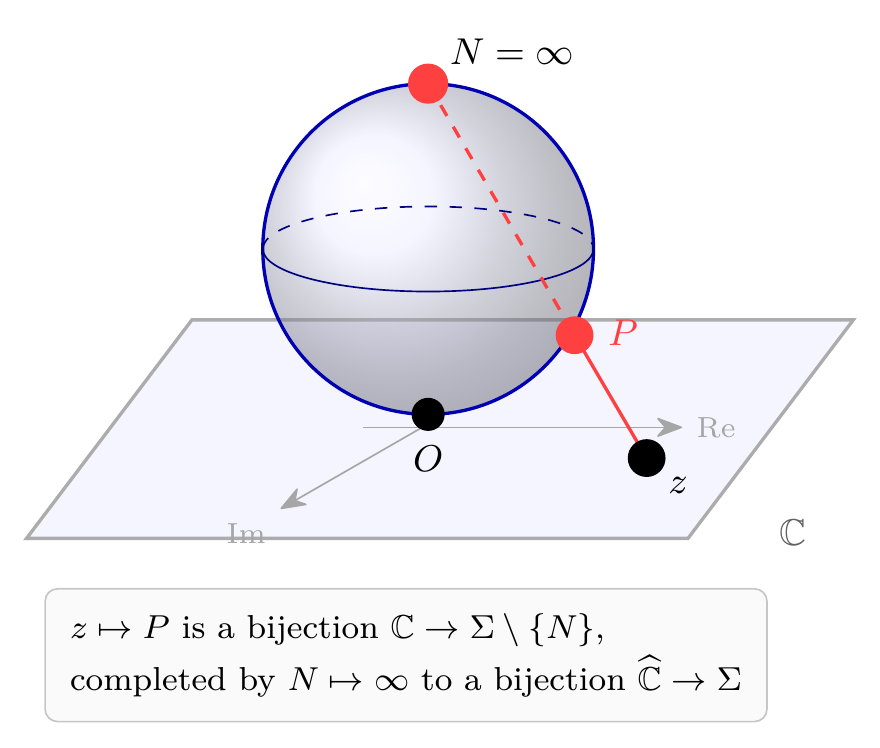 N = ∞
P
Re
O
z
Im
ℂ
z ↦ P is a bijection ℂ → Σ \ {N},
completed by N ↦ ∞ to a bijection ℂ̂ → Σ